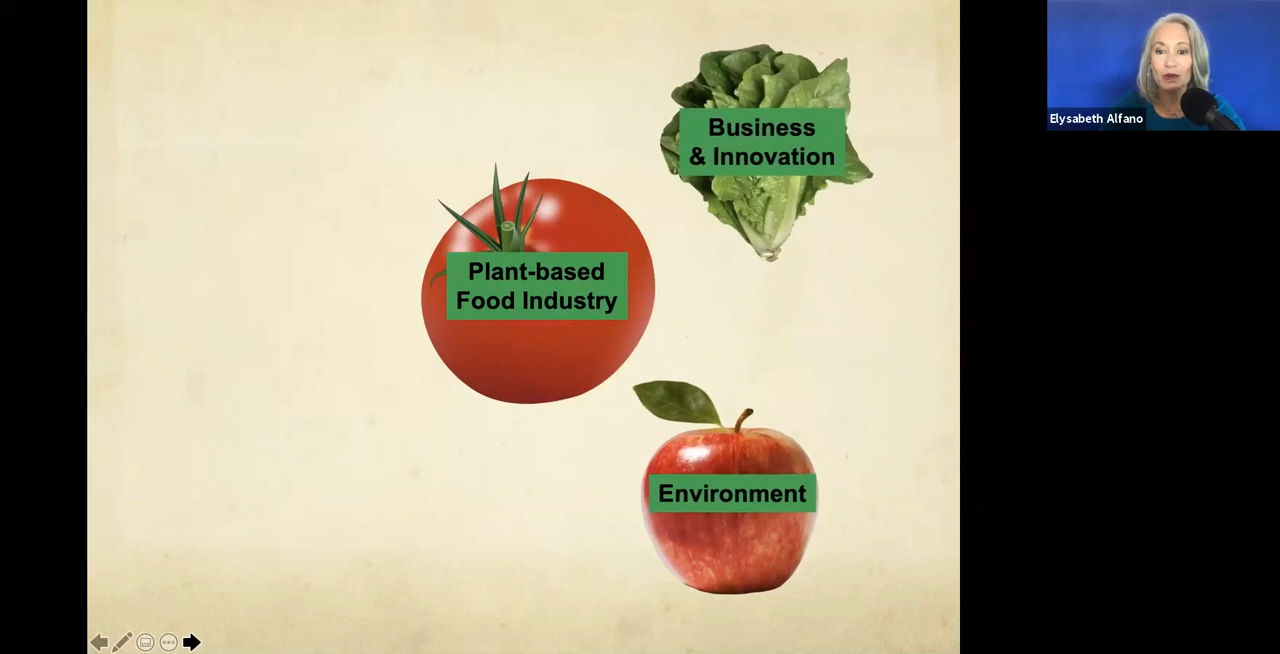 Business
& Innovation
Plant-based
Food Industry
Environment
Elysabeth Alfano